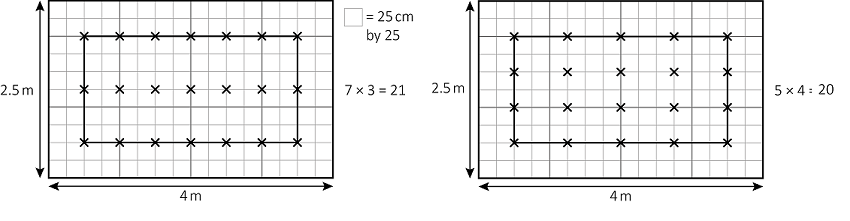 = 25 cm
by 25
2.5 m
7 × 3 = 21
4 m
2.5 m
5 × 4 = 20
4 m